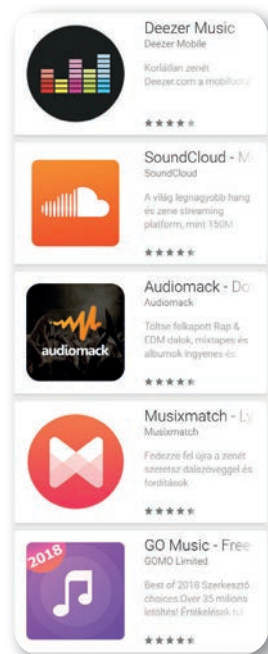 Deezer Music
Deezer Mobile
Korlátlan zenét
Deezer.com a mobilodra
SoundCloud - M
SoundCloud
A világ legnagyobb hang
és zene streaming
platform, mint 150M
audiomack
Audiomack - Do
Audiomack
Töltse felkapott Rap &
EDM dalok, mixtapes és
albumok ingyenes és
Musixmatch - Ly
Musixmatch
Fedezze fel újra a zenét
szeretsz dalszöveggel és
fordítások
2018
GO Music - Free
GOMO Limited
Best of 2018 Szerkesztő
choices.Over 35 milions
letöltés! Értékelések